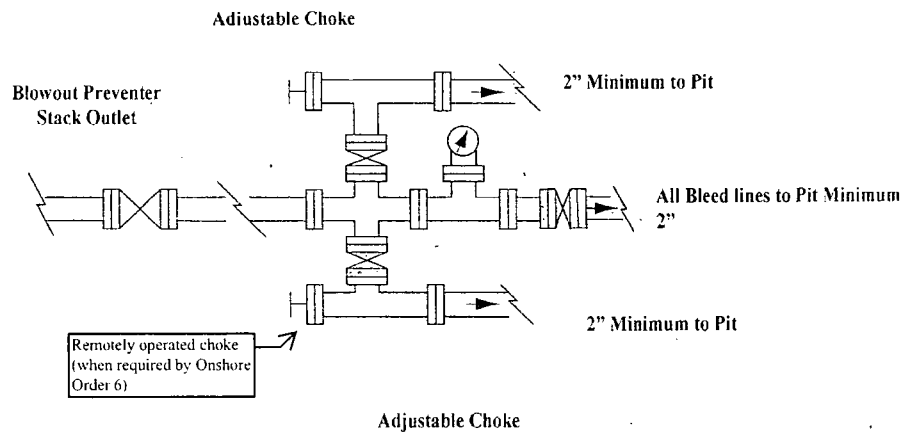 Adiustable Choke
Blowout Preventer
Stack Outlet
2” Minimum to Pit
All Bleed lines to Pit Minimum
2”
2” Minimum to Pit
Remotely operated choke
(when required by Onshore
Order 6)
Adjustable Choke